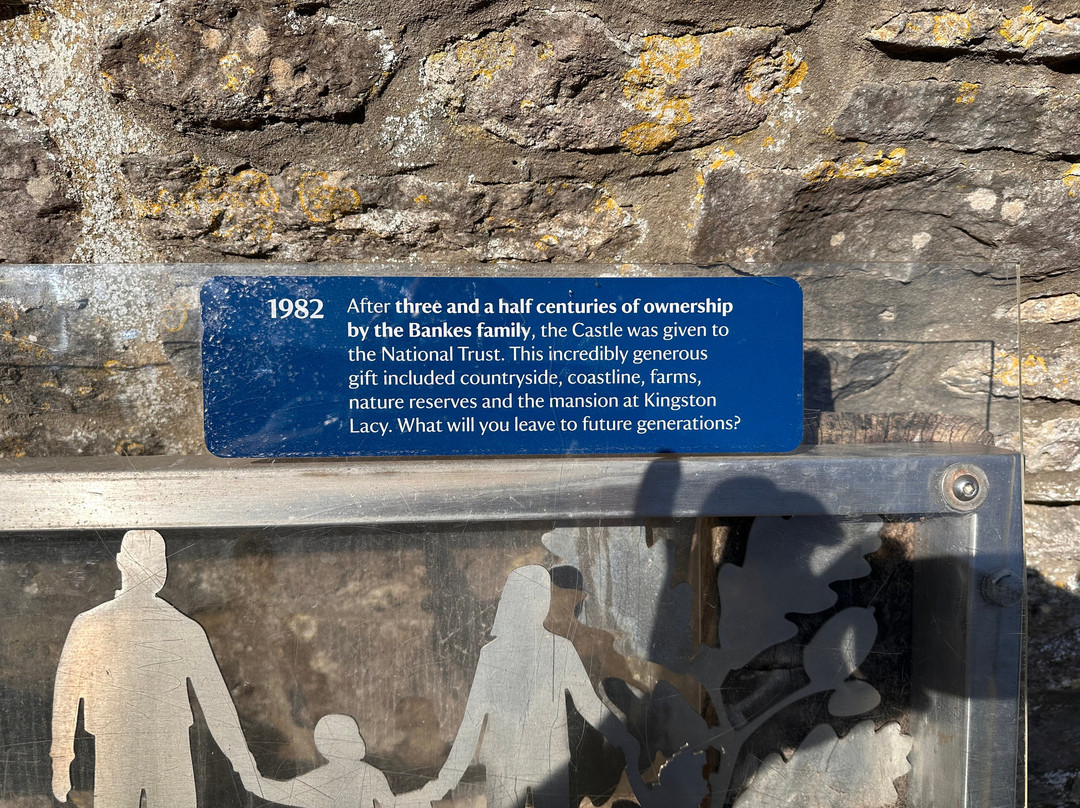 1982 After three and a half centuries of ownership
by the Bankes family, the Castle was given to
the National Trust. This incredibly generous
gift included countryside, coastline, farms,
nature reserves and the mansion at Kingston
Lacy. What will you leave to future generations?